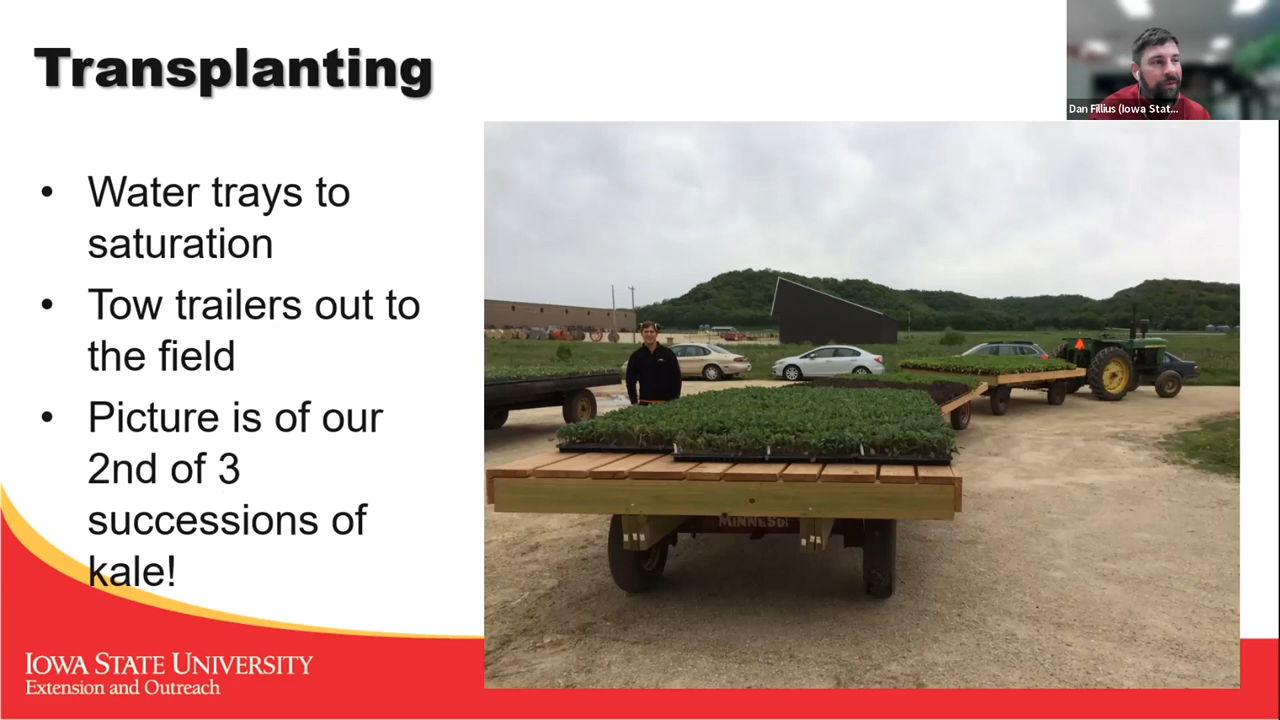 Transplanting
Dan Fillius (Iowa Stat...
• Water trays to
saturation
• Tow trailers out to
the field
• Picture is of our
2nd of 3
successions of
kale!
MINNESO
IOWA STATE UNIVERSITY
Extension and Outreach